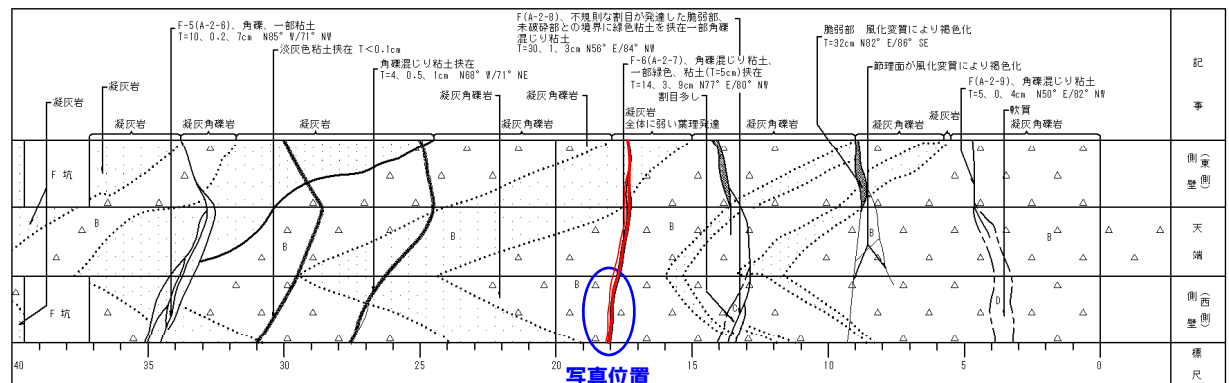 F-5(A-2-6)、角礫、一部粘土
T=10、0.2、7cm N85° W/71° NW
淡灰色粘土挟在 T<0.1cm
角礫混じり粘土挟在
T=4、0.5、1cm N68° W/71° NE
F(A-2-8)、不規則な割目が発達した脆弱部、
未破砕部との境界に緑色粘土を挟在一部角礫
混じり粘土
T=30、1、3cm N56° E/84° NW
F-6(A-2-7)、角礫混じり粘土、
一部緑色、粘土(T=5cm)挟在
T=14、3、9cm N77° E/80° NW
割目多し
脆弱部 風化変質により褐色化
T=32cm N82° E/86° SE
節理面が風化変質により褐色化
F(A-2-9)、角礫混じり粘土
T=5、0、4cm N50° E/82° NW
軟質
記事
凝灰岩
凝灰岩
凝灰岩
凝灰角礫岩
凝灰岩
凝灰角礫岩
凝灰角礫岩
凝灰岩
全体に弱い葉理発達
凝灰角礫岩
凝灰角礫岩
凝灰岩
凝灰角礫岩
F 坑
側壁(東側)
B
B
B
B
B
天端
F 坑
B
C
D
側壁(西側)
40
35
30
25
20
15
10
5
0
標尺
写真位置